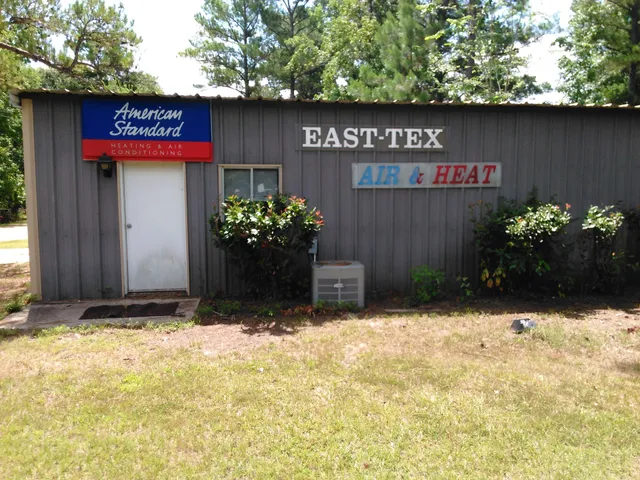 American
Standard
HEATING & AIR
CONDITIONING
EAST-TEX
AIR & HEAT